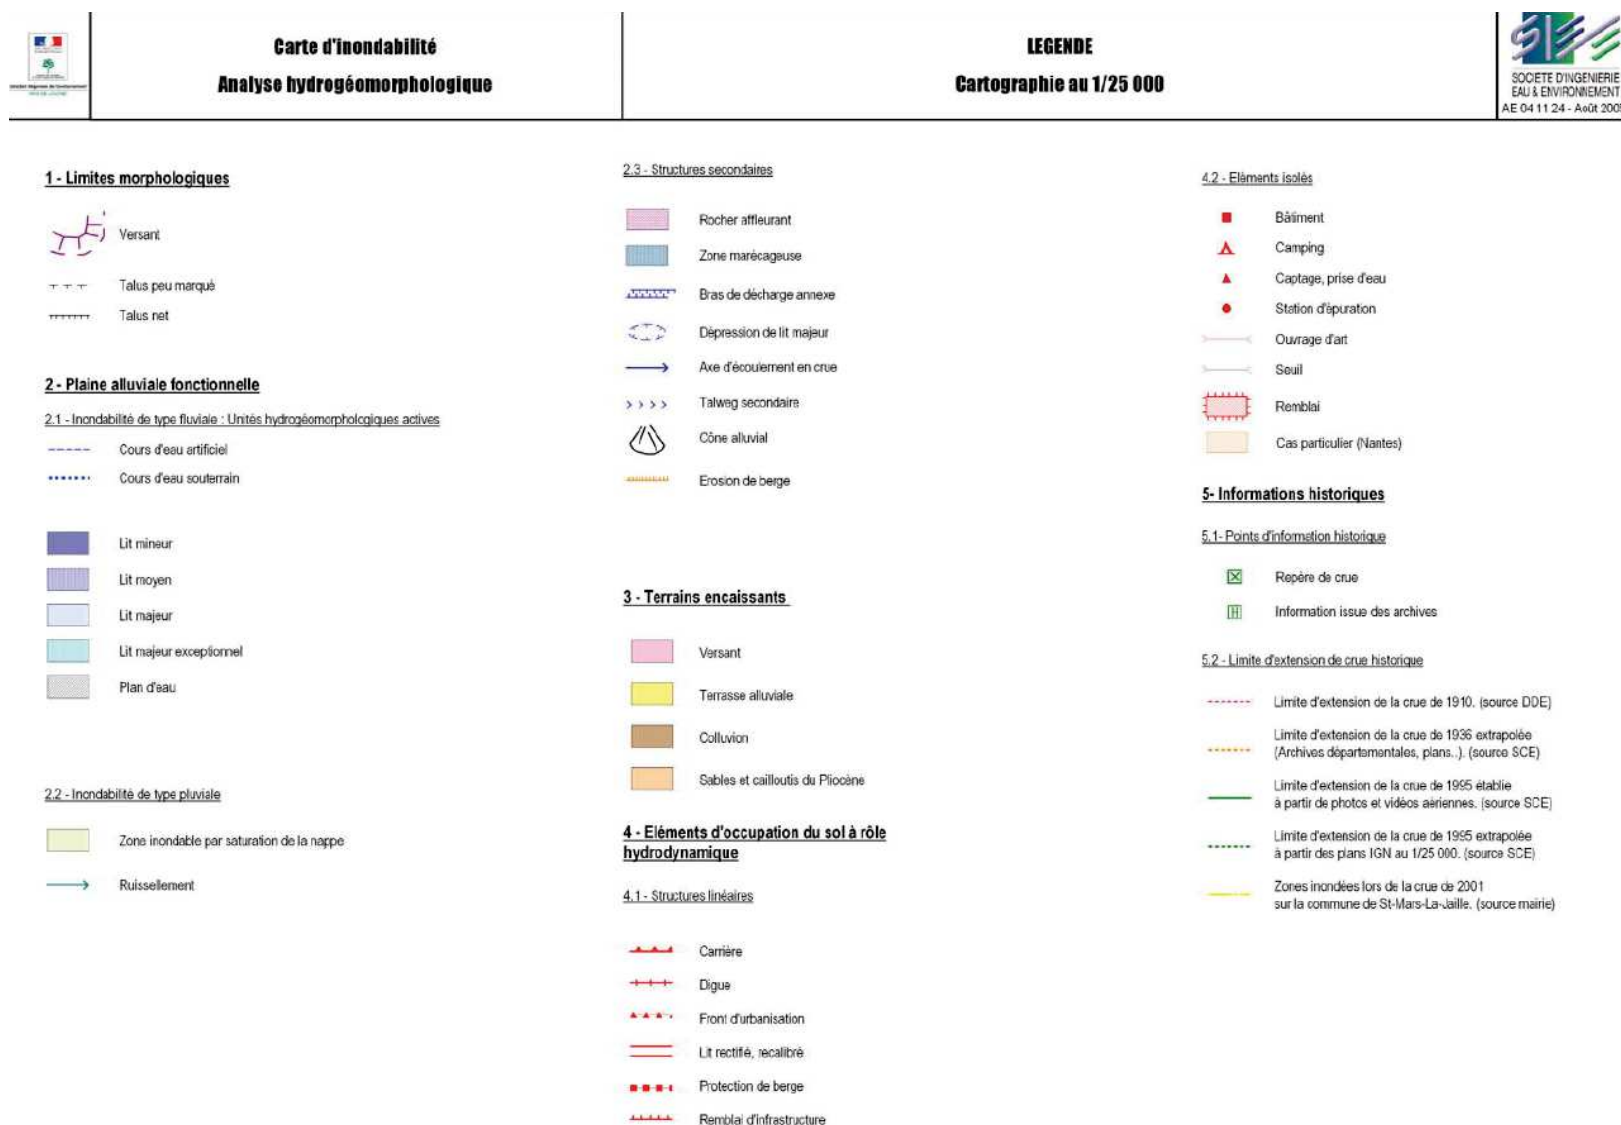 Carte d'inondabilité
Analyse hydrogéomorphologique
LEGENDE
Cartographie au 1/25 000
SOCIETE D'INGENIERIE
EAU & ENVIRONNEMENT
AE 04 11 24 - Août 200
1 - Limites morphologiques
Versant
Talus peu marqué
Talus net
2 - Plaine alluviale fonctionnelle
2.1 - Inondabilité de type fluviale : Unités hydrogéomorphologiques actives
Cours d'eau artificiel
Cours d'eau souterrain
Lit mineur
Lit moyen
Lit majeur
Lit majeur exceptionnel
Plan d'eau
2.2 - Inondabilité de type pluviale
Zone inondable par saturation de la nappe
Ruissellement
2.3 - Structures secondaires
Rocher affleurant
Zone marécageuse
Bras de décharge annexe
Dépression de lit majeur
Axe d'écoulement en crue
Talweg secondaire
Cône alluvial
Erosion de berge
3 - Terrains encaissants
Versant
Terrasse alluviale
Colluvion
Sables et cailloutis du Pliocène
4 - Eléments d'occupation du sol à rôle
hydrodynamique
4.1 - Structures linéaires
Carrière
Digue
Front d'urbanisation
Lit rectifié, recalibré
Protection de berge
Remblai d'infrastructure
4.2 - Eléments isolés
Bâtiment
Camping
Captage, prise d'eau
Station d'épuration
Ouvrage d'art
Seuil
Remblai
Cas particulier (Nantes)
5- Informations historiques
5.1- Points d'information historique
Repère de crue
Information issue des archives
5.2 - Limite d'extension de crue historique
Limite d'extension de la crue de 1910. (source DDE)
Limite d'extension de la crue de 1936 extrapolée
(Archives départementales, plans..). (source SCE)
Limite d'extension de la crue de 1995 établie
à partir de photos et vidéos aériennes. (source SCE)
Limite d'extension de la crue de 1995 extrapolée
à partir des plans IGN au 1/25 000. (source SCE)
Zones inondées lors de la crue de 2001
sur la commune de St-Mars-La-Jaille. (source mairie)